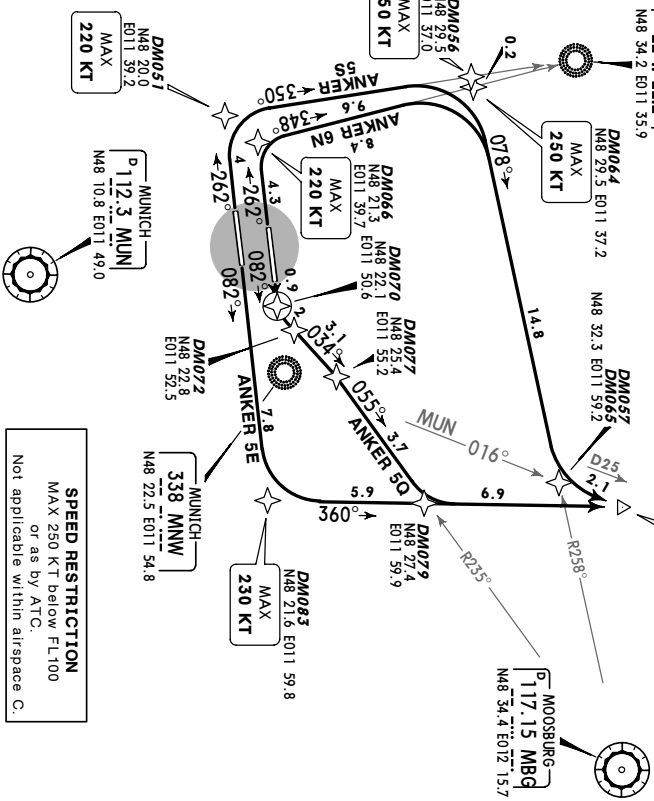 N48 34.2 E011 35.9
DM056
N48 29.5
011 37.0
MAX
50 KT
0.2
DM064
N48 29.5 E011 37.2
MAX
250 KT
ANKER
5S
350°
9.6
ANKER 6N
348°
8.4
078°
14.8
DM051
N48 20.0
E011 39.2
MAX
220 KT
DM066
N48 21.3
E011 39.7
MAX
220 KT
4
262°
4.3
262°
082°
082°
0.9
DM070
N48 22.1
E011 50.6
2
DM072
N48 22.8
E011 52.5
3.1
034°
DM077
N48 25.4
E011 55.2
055°
3.7
ANKER 5Q
ANKER 5E
7.8
MUNICH
D
112.3 MUN
N48 10.8 E011 49.0
MUNICH
338 MNW
N48 22.5 E011 54.8
DM057
DM065
N48 32.3 E011 59.2
MUN
016°
D25
2.1
5.9
360°
6.9
DM079
N48 27.4
E011 59.9
DM083
N48 21.6 E011 59.8
MAX
230 KT
R235°
R258°
MOOSBURG
D
117.15 MBG
N48 34.4 E012 15.7
SPEED RESTRICTION
MAX 250 KT below FL100
or as by ATC.
Not applicable within airspace C.